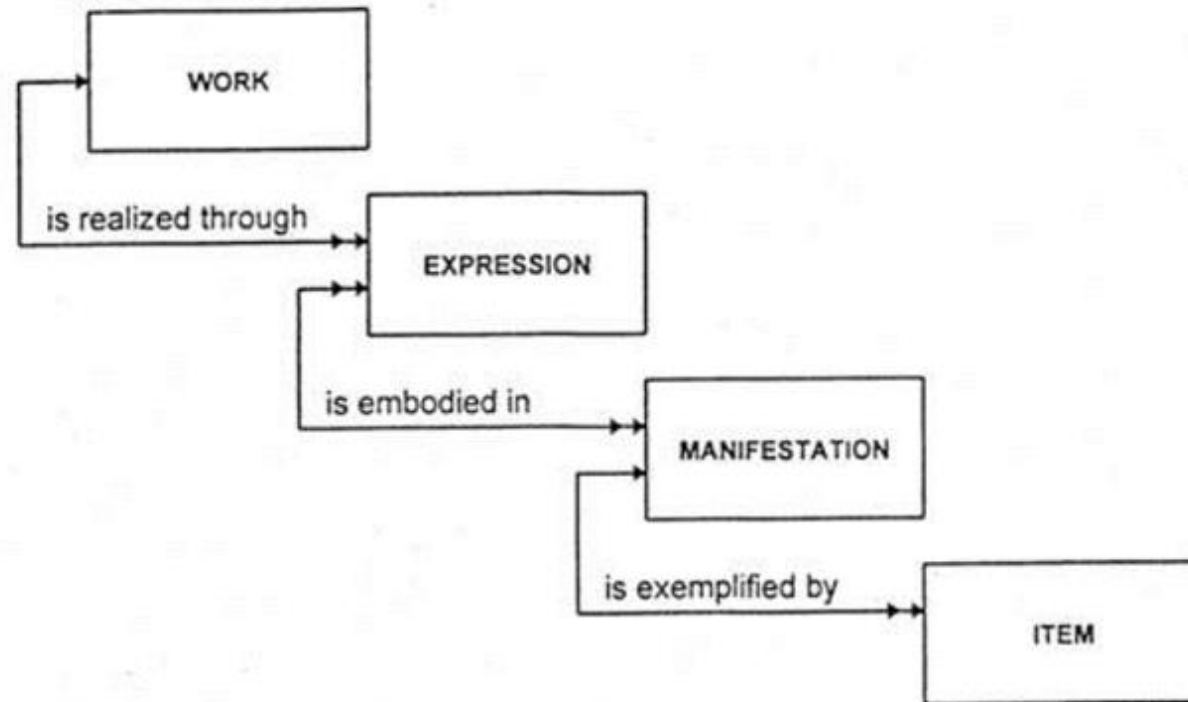 WORK
is realized through
EXPRESSION
is embodied in
MANIFESTATION
is exemplified by
ITEM